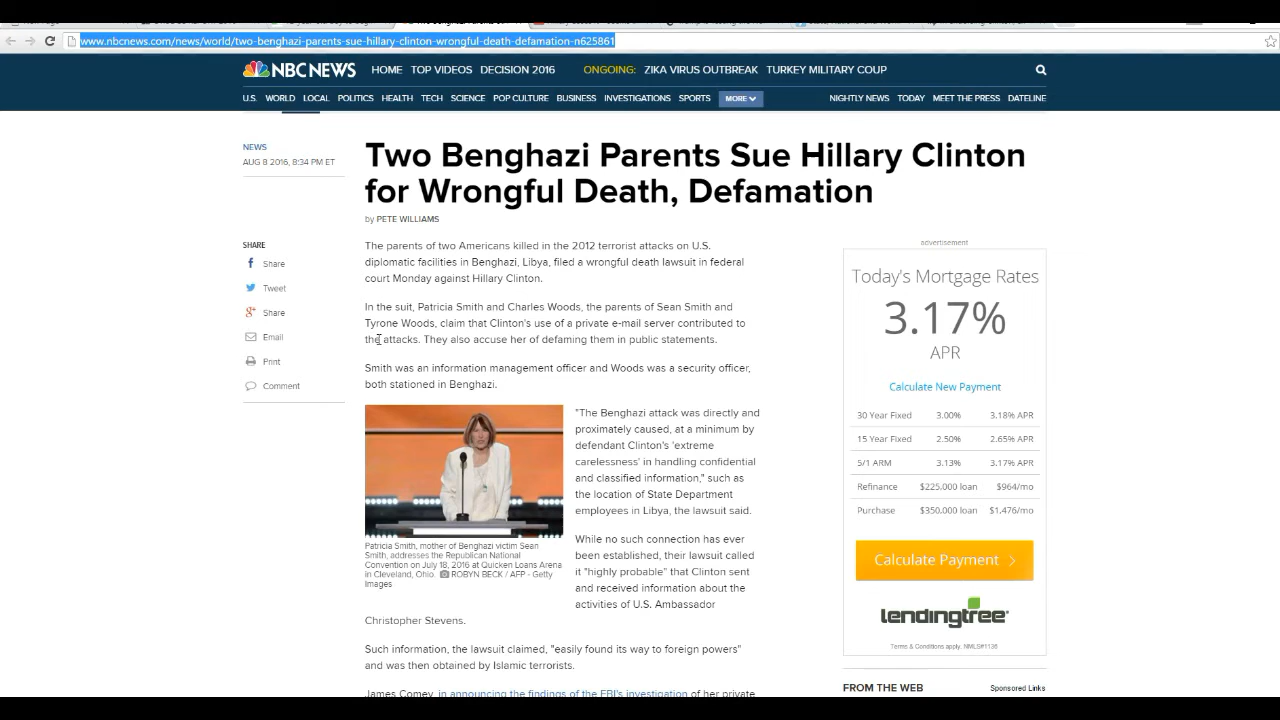 www.nbcnews.com/news/world/two-benghazi-parents-sue-hillary-clinton-wrongful-death-defamation-n625861
NBC NEWS HOME TOP VIDEOS DECISION 2016 ONGOING: ZIKA VIRUS OUTBREAK TURKEY MILITARY COUP
U.S. WORLD LOCAL POLITICS HEALTH TECH SCIENCE POP CULTURE BUSINESS INVESTIGATIONS SPORTS MORE NIGHTLY NEWS TODAY MEET THE PRESS DATELINE
NEWS
AUG 8 2016, 8:34 PM ET
Two Benghazi Parents Sue Hillary Clinton
for Wrongful Death, Defamation
by PETE WILLIAMS
SHARE
Share
Tweet
Share
Email
Print
Comment
The parents of two Americans killed in the 2012 terrorist attacks on U.S.
diplomatic facilities in Benghazi, Libya, filed a wrongful death lawsuit in federal
court Monday against Hillary Clinton.
In the suit, Patricia Smith and Charles Woods, the parents of Sean Smith and
Tyrone Woods, claim that Clinton's use of a private e-mail server contributed to
the attacks. They also accuse her of defaming them in public statements.
Smith was an information management officer and Woods was a security officer,
both stationed in Benghazi.
Patricia Smith, mother of Benghazi victim Sean
Smith, addresses the Republican National
Convention on July 18, 2016 at Quicken Loans Arena
in Cleveland, Ohio ROBYN BECK / AFP - Getty
Images
"The Benghazi attack was directly and
proximately caused, at a minimum by
defendant Clinton's 'extreme
carelessness' in handling confidential
and classified information," such as
the location of State Department
employees in Libya, the lawsuit said.
While no such connection has ever
been established, their lawsuit called
it "highly probable" that Clinton sent
and received information about the
activities of U.S. Ambassador
Christopher Stevens.
Such information, the lawsuit claimed, "easily found its way to foreign powers"
and was then obtained by Islamic terrorists.
James Comey, in announcing the findings of the FBI's investigation of her private
advertisement
Today's Mortgage Rates
3.17%
APR
Calculate New Payment
30 Year Fixed 3.00% 3.18% APR
15 Year Fixed 2.50% 2.65% APR
5/1 ARM 3.13% 3.17% APR
Refinance $225,000 loan $964/mo
Purchase $350,000 loan $1,476/mo
Calculate Payment
lendingtree
Terms & Conditions apply. NMLS#1136
FROM THE WEB Sponsored Links